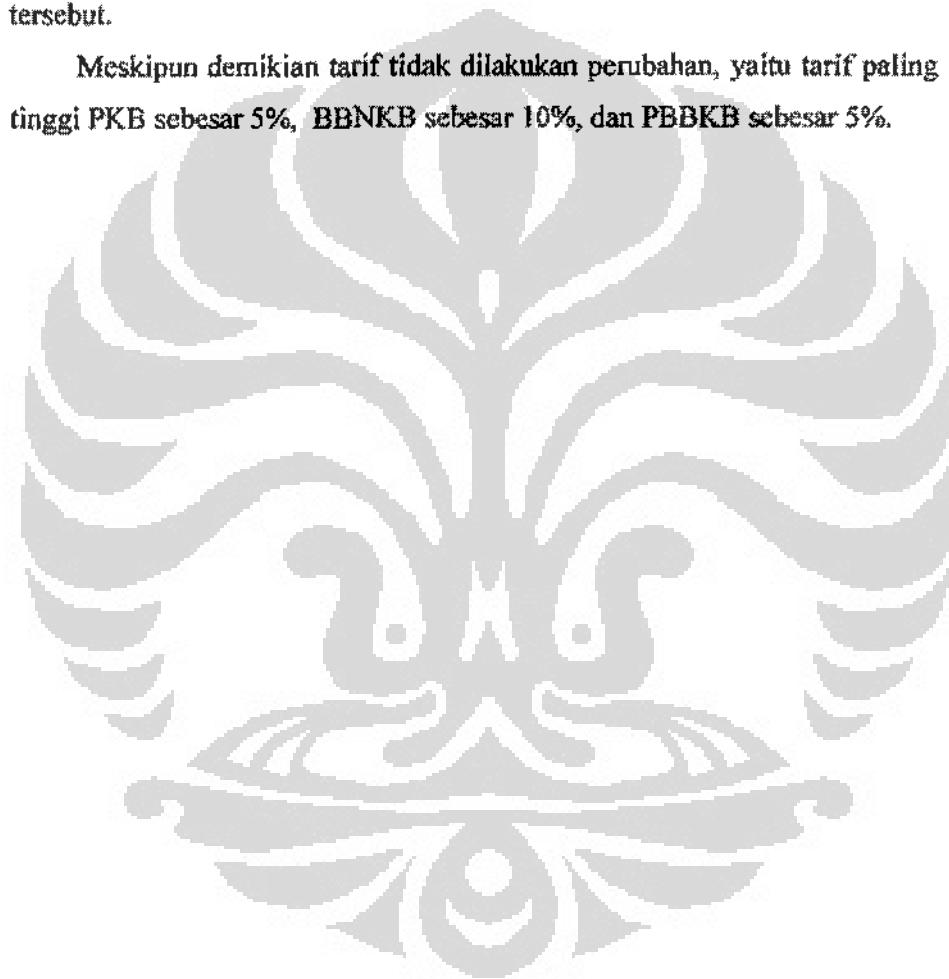 tersebut.
Meskipun demikian tarif tidak dilakukan perubahan, yaitu tarif paling
tinggi PKB sebesar 5%, BBNKB sebesar 10%, dan PBBKB sebesar 5%.